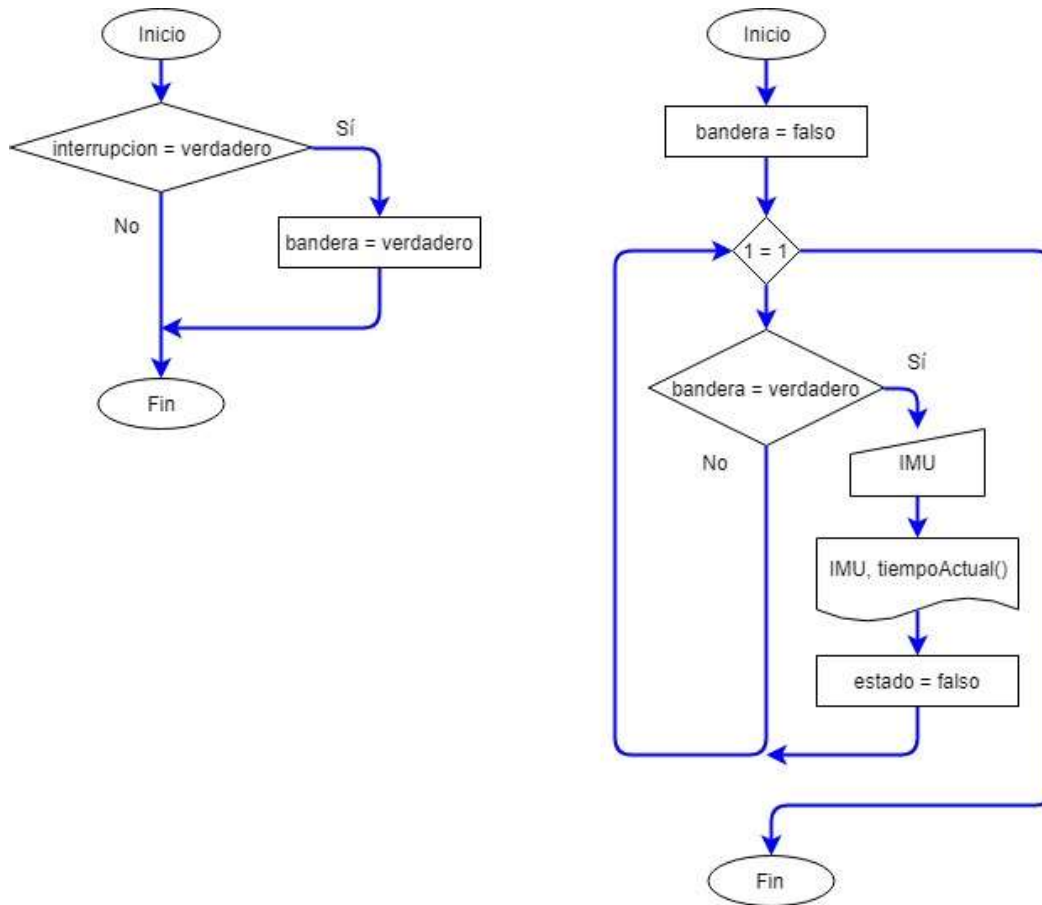 Inicio
interrupcion = verdadero
Sí
No
bandera = verdadero
Fin
Inicio
bandera = falso
1 = 1
bandera = verdadero
Sí
No
IMU
IMU, tiempoActual()
estado = falso
Fin